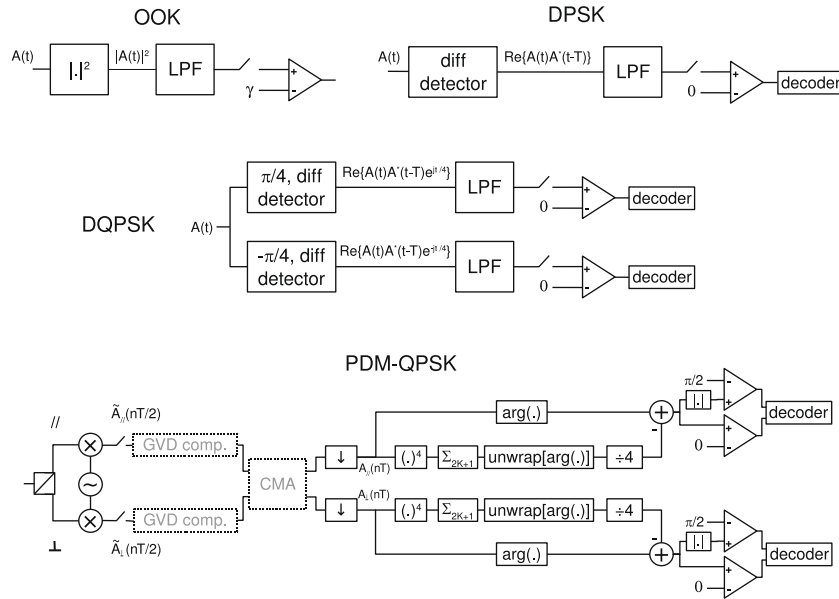 OOK
A(t) |.|² |A(t)|² LPF + γ -
DPSK
A(t) diff detector Re{A(t)A*(t-T)} LPF + 0 - decoder
DQPSK
A(t)
π/4, diff detector Re{A(t)A*(t-T)e^{jπ/4}} LPF + 0 - decoder
-π/4, diff detector Re{A(t)A*(t-T)e^{-jπ/4}} LPF + 0 - decoder
PDM-QPSK
// Ã//(nT/2) GVD comp.
CMA
~
⊥ Ã⊥(nT/2) GVD comp.
arg(.) + -
↓ A//(nT) (.)⁴ Σ2K+1 unwrap[arg(.)] ÷4
π/2 - |.| + + 0 - decoder
↓ A⊥(nT) (.)⁴ Σ2K+1 unwrap[arg(.)] ÷4
arg(.) - +
π/2 - |.| + + 0 - decoder